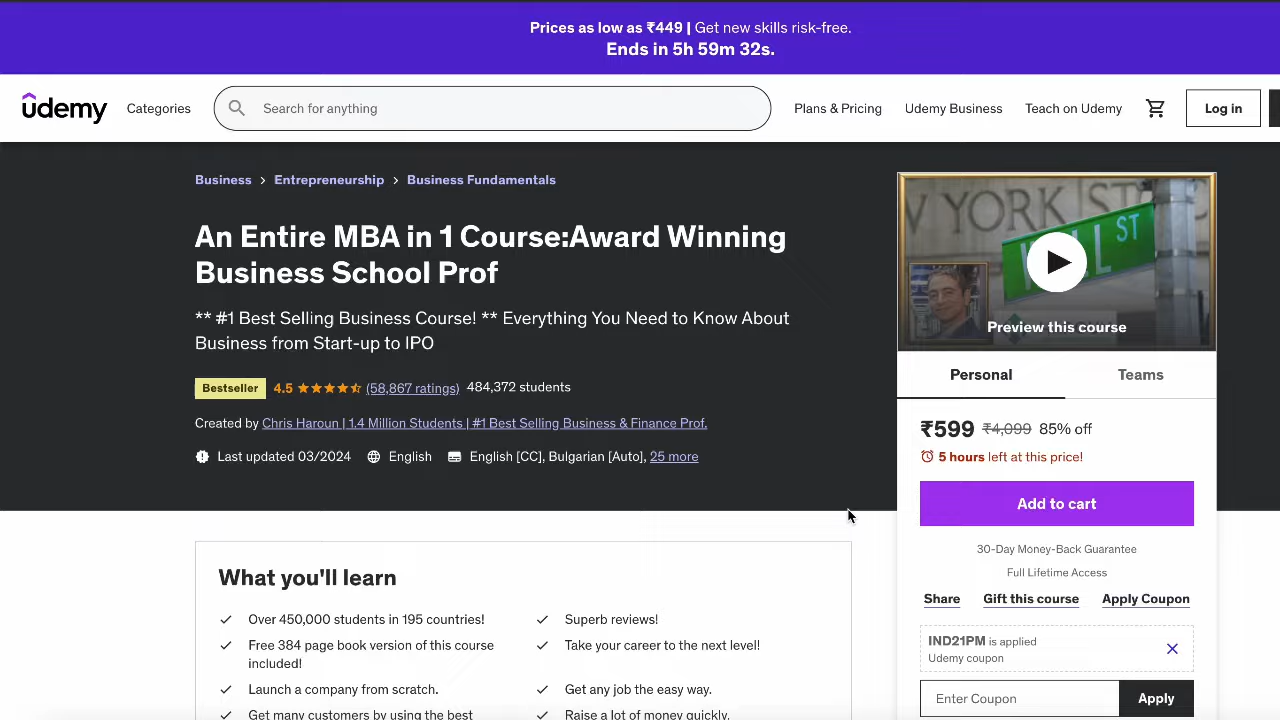 Prices as low as ₹449 | Get new skills risk-free.
Ends in 5h 59m 32s.
udemy
Categories
Search for anything
Plans & Pricing
Udemy Business
Teach on Udemy
Log in
Business > Entrepreneurship > Business Fundamentals
An Entire MBA in 1 Course:Award Winning
Business School Prof
** #1 Best Selling Business Course! ** Everything You Need to Know About
Business from Start-up to IPO
Bestseller 4.5 (58,867 ratings) 484,372 students
Created by Chris Haroun | 1.4 Million Students | #1 Best Selling Business & Finance Prof.
Last updated 03/2024 English English [CC], Bulgarian [Auto], 25 more
YORK ST
WALL ST
Preview this course
Personal
Teams
₹599 ₹4,099 85% off
5 hours left at this price!
Add to cart
30-Day Money-Back Guarantee
Full Lifetime Access
Share
Gift this course
Apply Coupon
IND21PM is applied
Udemy coupon
Enter Coupon
Apply
What you'll learn
Over 450,000 students in 195 countries!
Superb reviews!
Free 384 page book version of this course
included!
Take your career to the next level!
Launch a company from scratch.
Get any job the easy way.
Get many customers by using the best
Raise a lot of money quickly.